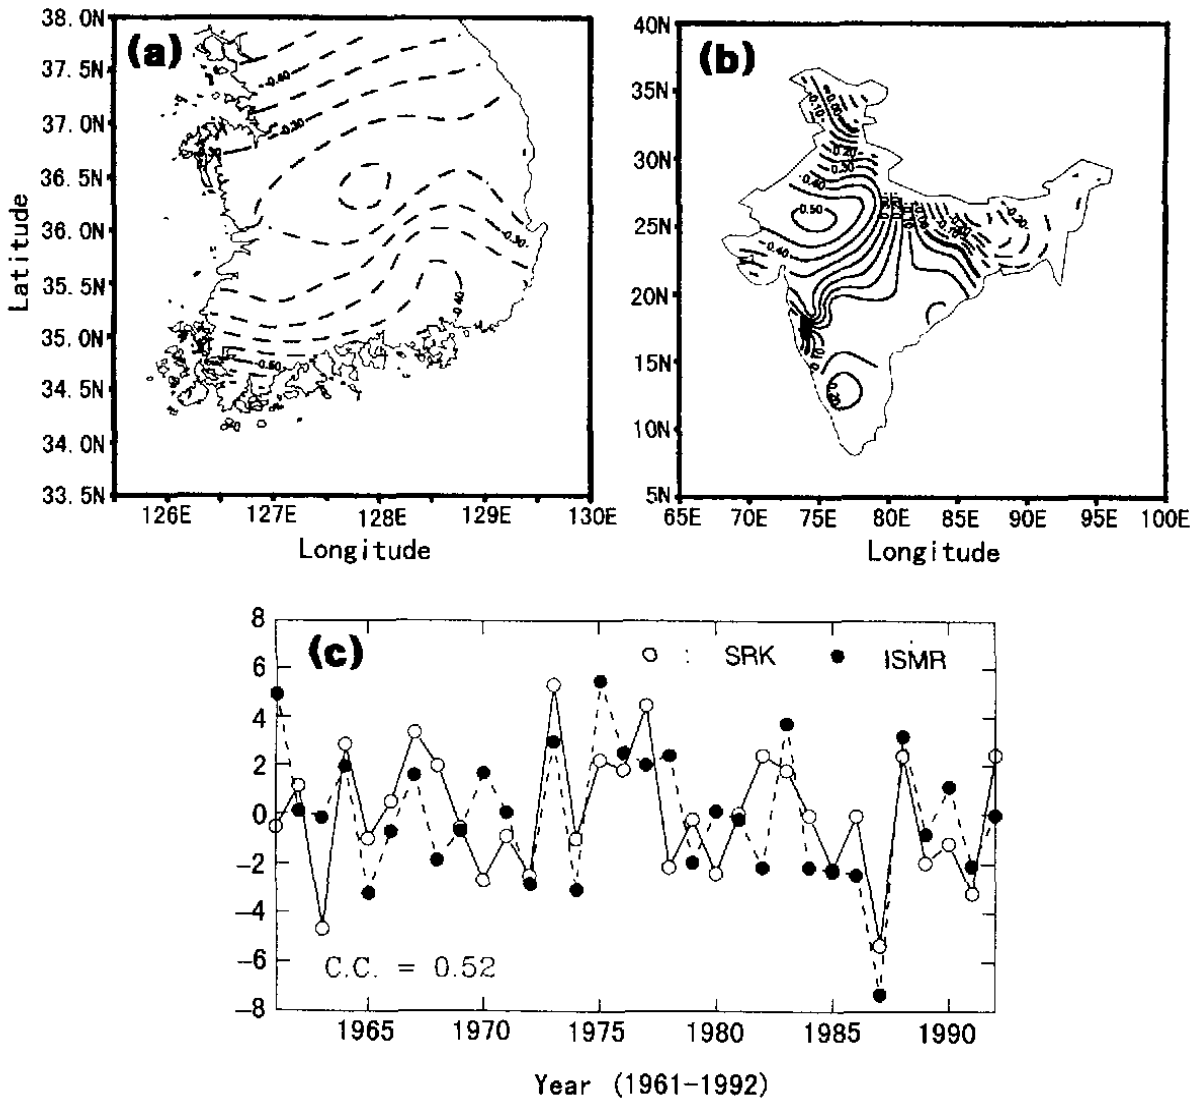 (a)
38. 0N
37. 5N
37. 0N
36. 5N
36. 0N
35. 5N
35. 0N
34. 5N
34. 0N
33. 5N
Latitude
-0.40
-0.30
-0.30
-0.40
126E 127E 128E 129E 130E
Longitude
(b)
40N
35N
30N
25N
20N
15N
10N
5N
0.20
0.30
0.50
65E 70E 75E 80E 85E 90E 95E 100E
Longitude
(c)
SRK
ISMR
8
6
4
2
0
-2
-4
-6
-8
C.C. = 0.52
1965 1970 1975 1980 1985 1990
Year (1961-1992)